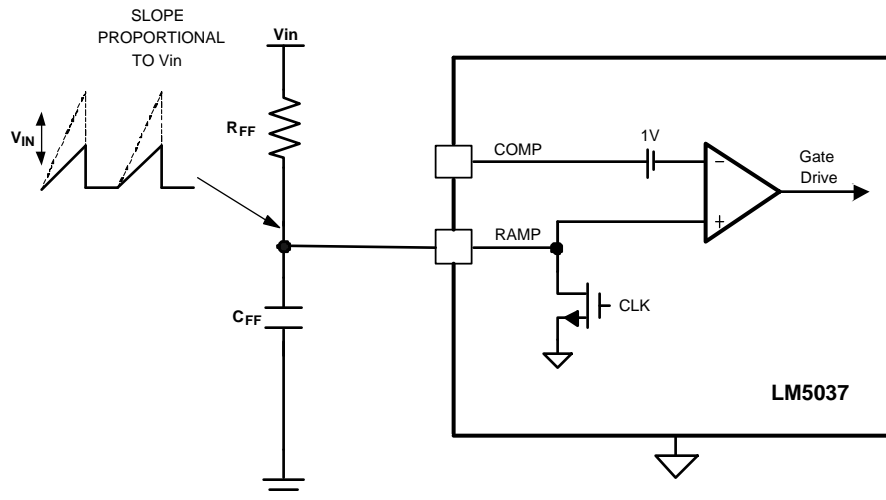 SLOPE
PROPORTIONAL
TO Vin
Vin
VIN
RFF
CFF
COMP
1V
Gate
Drive
RAMP
CLK
LM5037